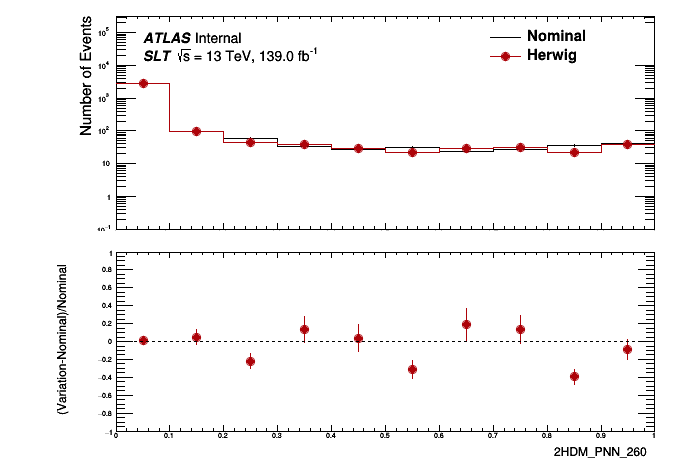 ATLAS Internal
SLT √s = 13 TeV, 139.0 fb⁻¹
Nominal
Herwig
Number of Events
10⁵
10⁴
10³
10²
10
1
10⁻¹
(Variation-Nominal)/Nominal
1
0.8
0.6
0.4
0.2
0
−0.2
−0.4
−0.6
−0.8
−1
0 0.1 0.2 0.3 0.4 0.5 0.6 0.7 0.8 0.9 1
2HDM_PNN_260